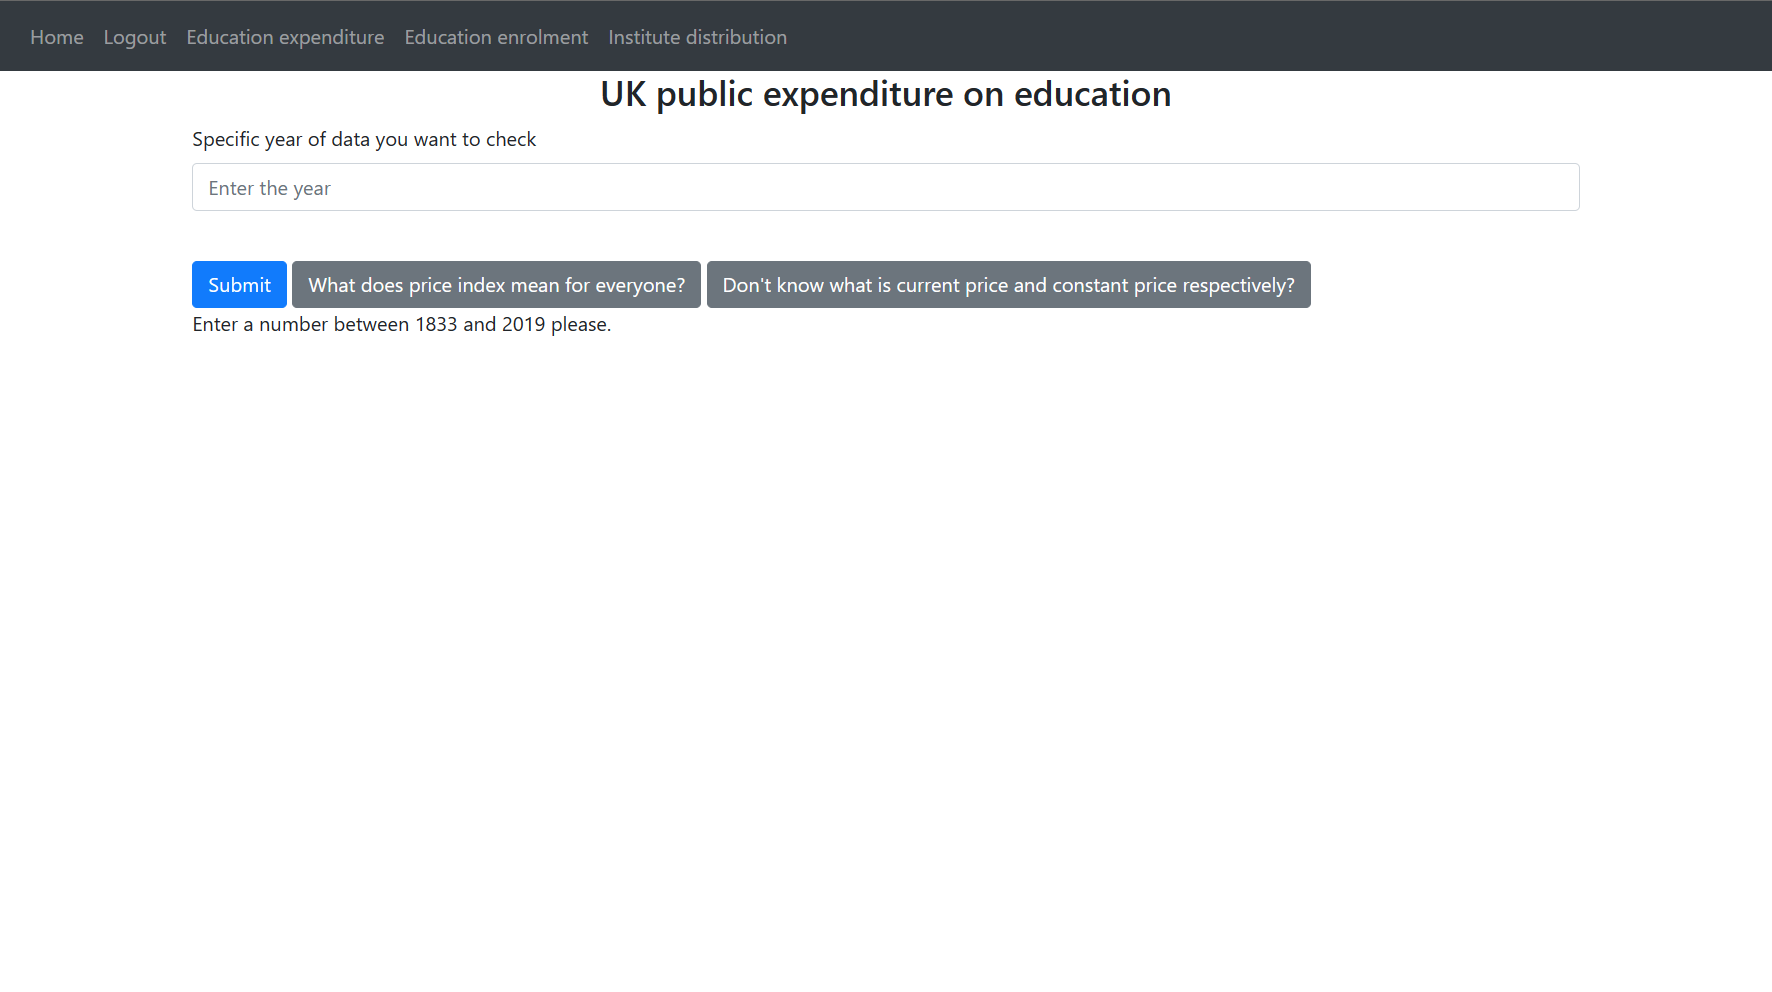 Home Logout Education expenditure Education enrolment Institute distribution
UK public expenditure on education
Specific year of data you want to check
Enter the year
Submit What does price index mean for everyone? Don't know what is current price and constant price respectively?
Enter a number between 1833 and 2019 please.